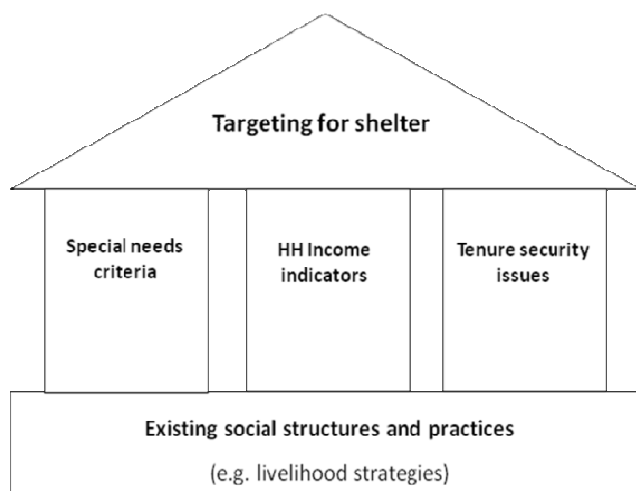 Targeting for shelter
Special needs
criteria
HH Income
indicators
Tenure security
issues
Existing social structures and practices
(e.g. livelihood strategies)